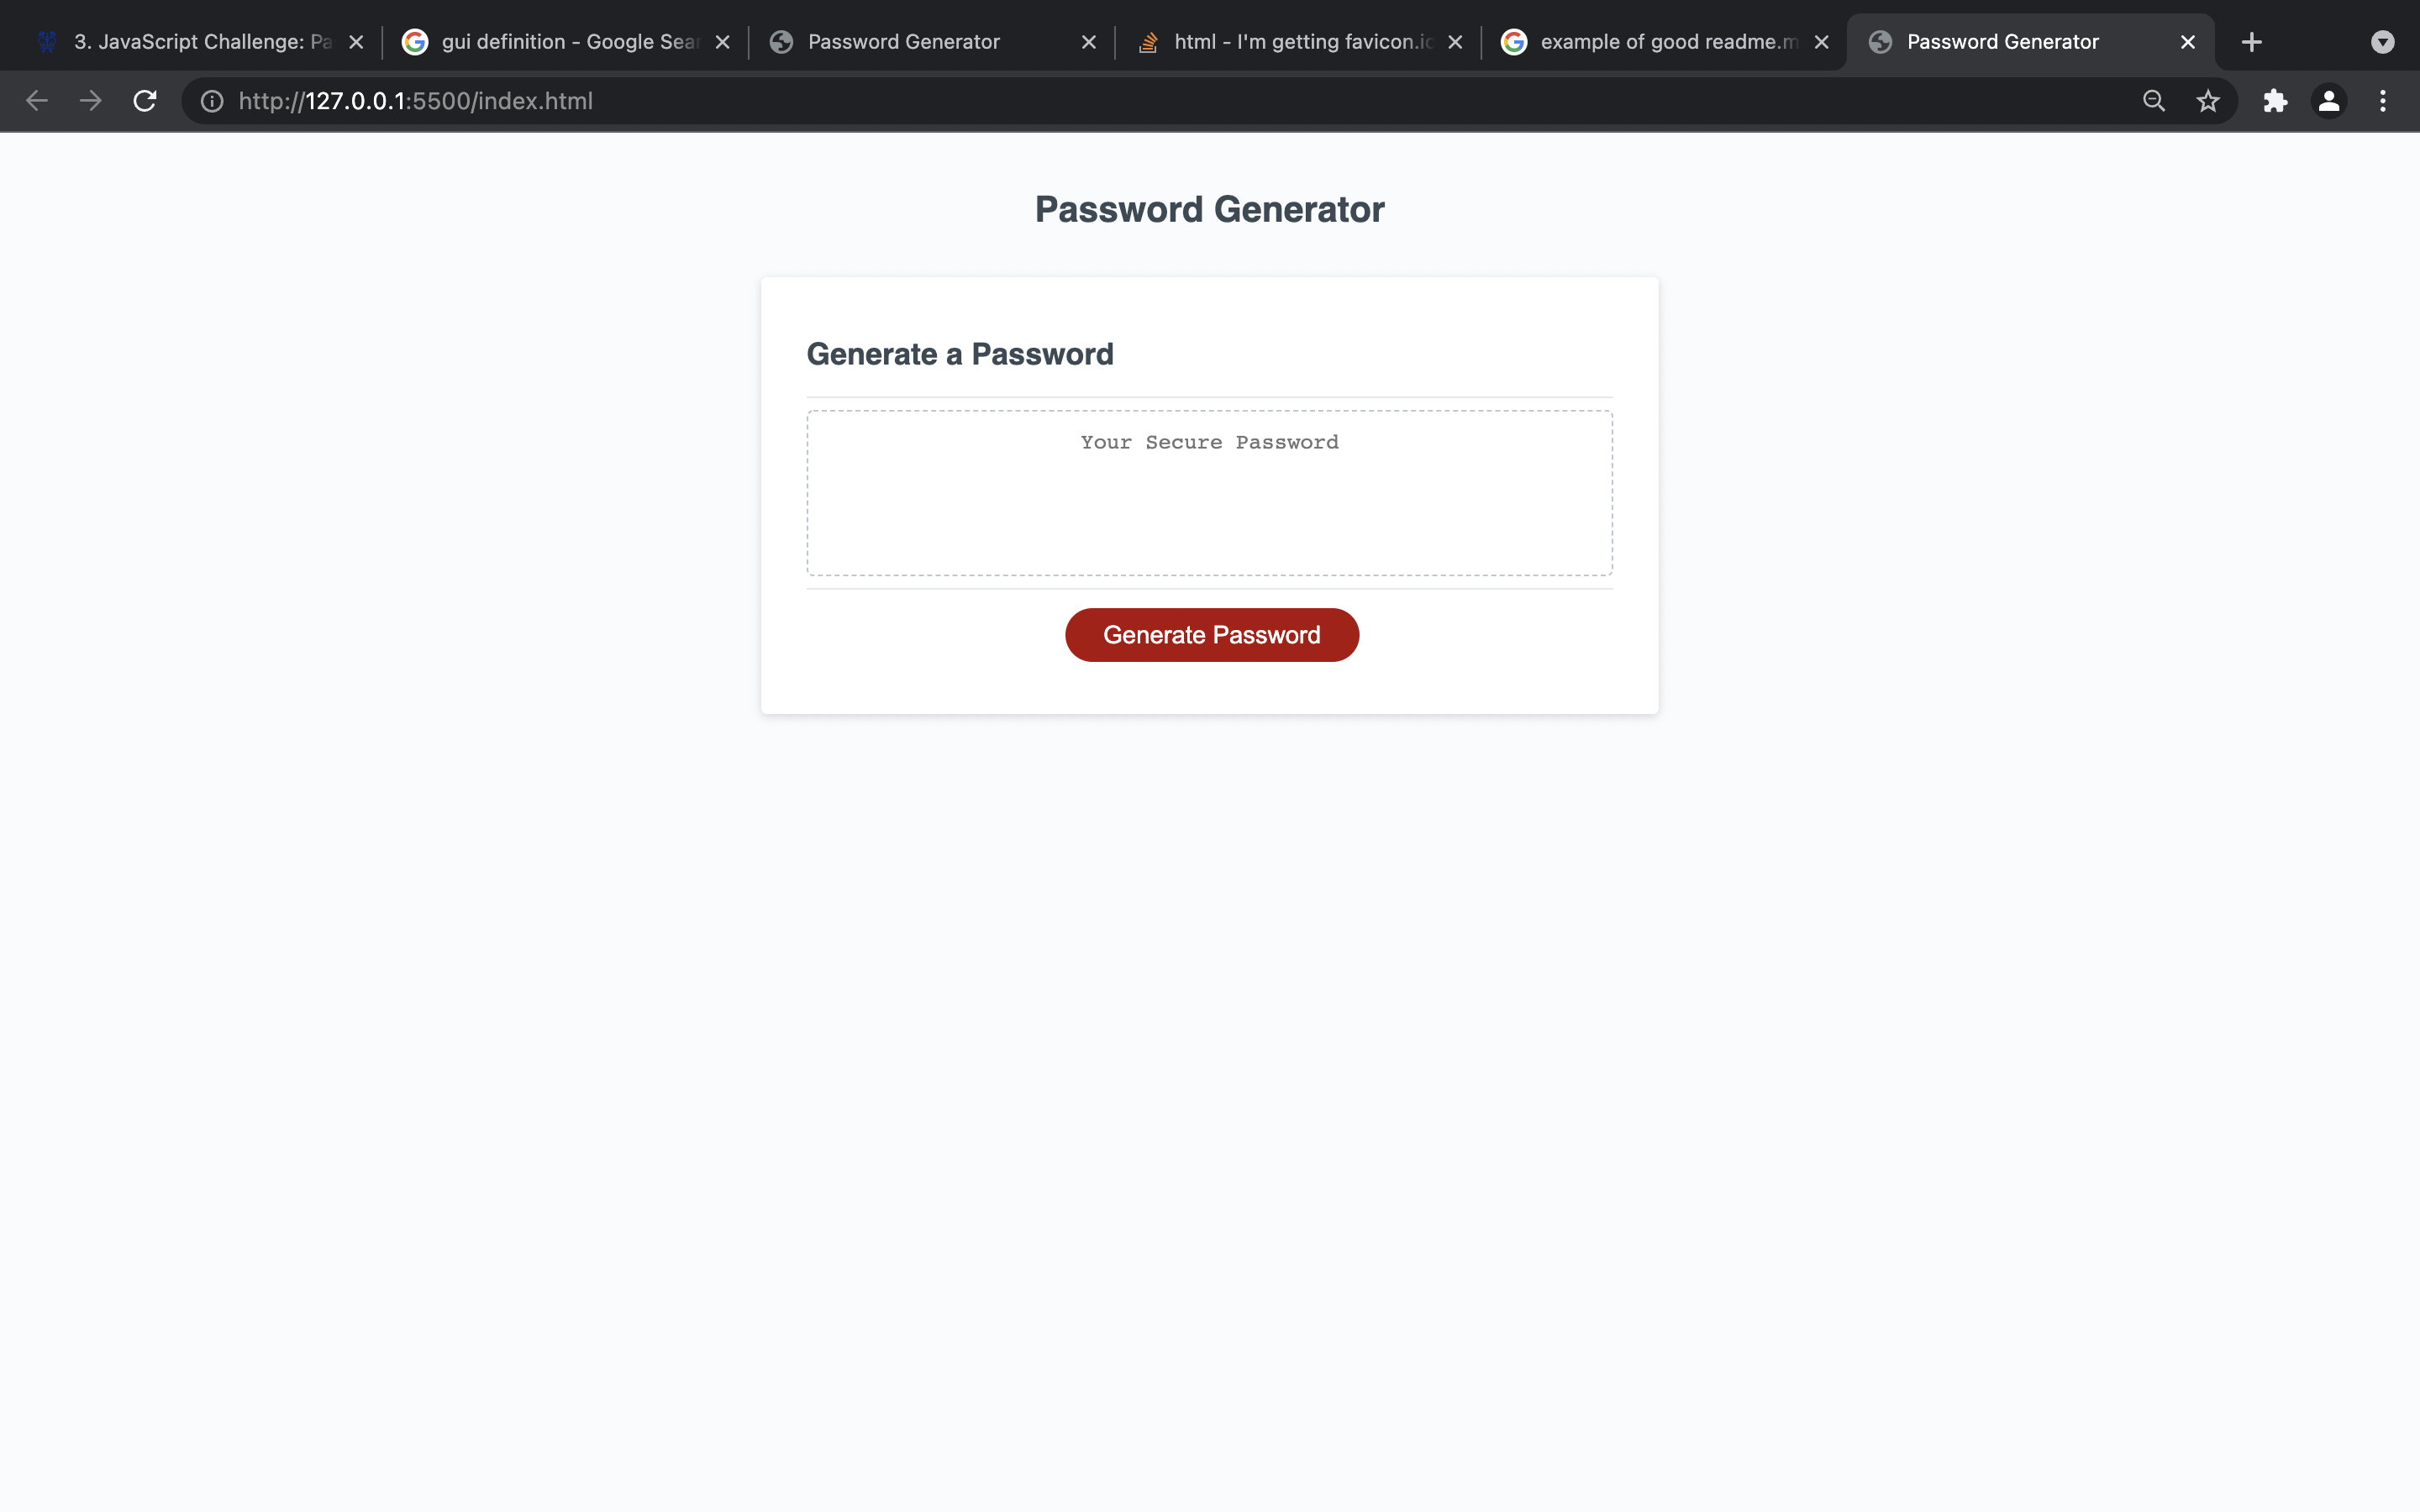 3. JavaScript Challenge: Pa
gui definition - Google Sear
Password Generator
html - I'm getting favicon.ic
example of good readme.m
Password Generator
http://127.0.0.1:5500/index.html
Password Generator
Generate a Password
Your Secure Password
Generate Password